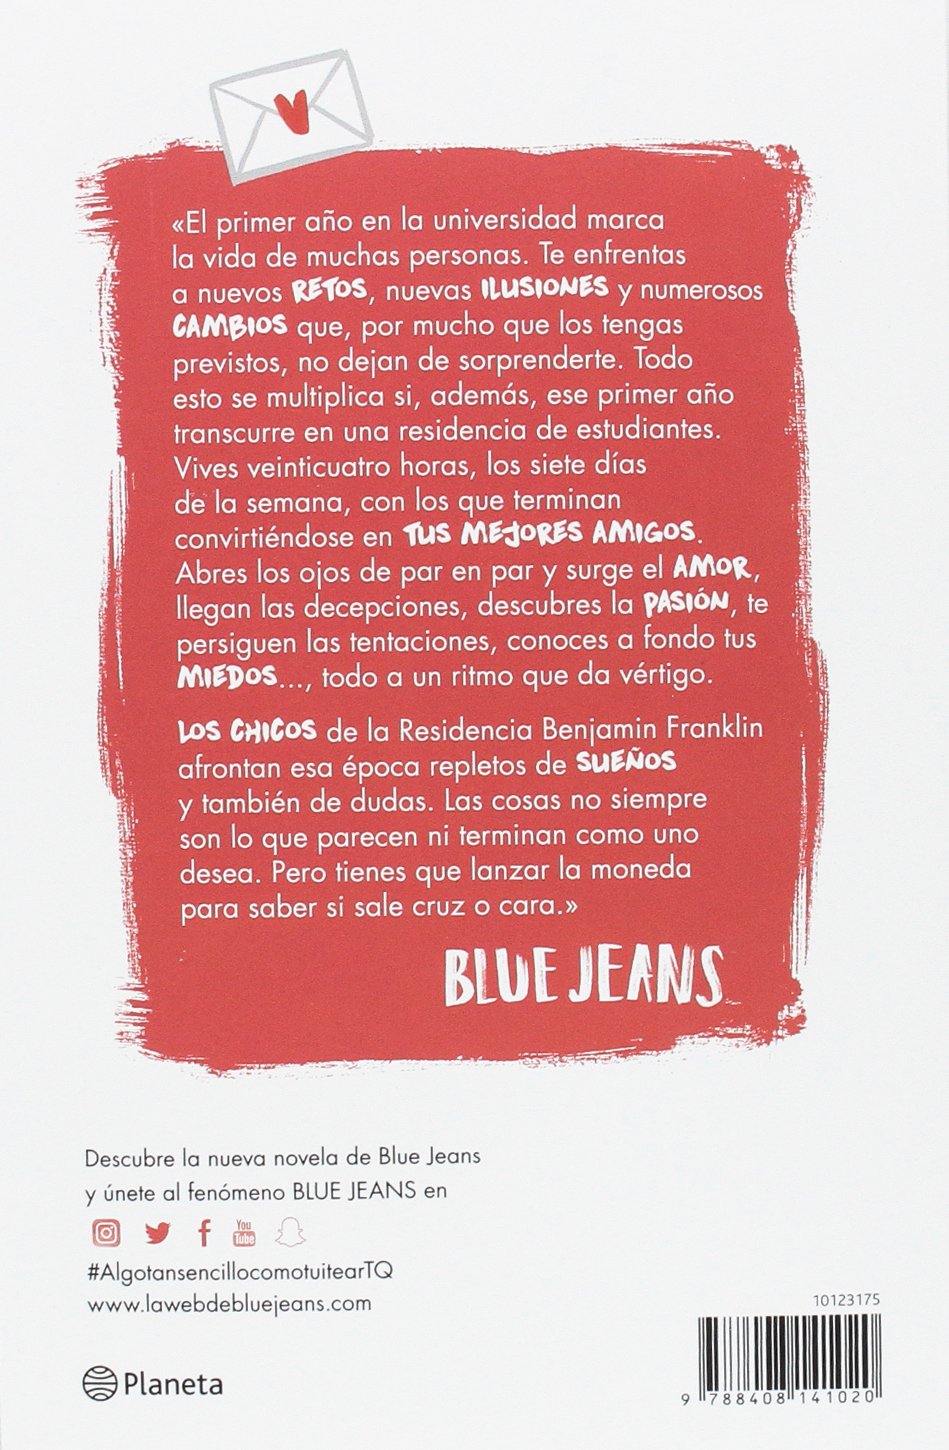 «El primer año en la universidad marca
la vida de muchas personas. Te enfrentas
a nuevos RETOS, nuevas ILUSIONES y numerosos
CAMBIOS que, por mucho que los tengas
previstos, no dejan de sorprenderte. Todo
esto se multiplica si, además, ese primer año
transcurre en una residencia de estudiantes.
Vives veinticuatro horas, los siete días
de la semana, con los que terminan
convirtiéndose en TUS MEJORES AMIGOS.
Abres los ojos de par en par y surge el AMOR,
llegan las decepciones, descubres la PASIÓN, te
persiguen las tentaciones, conoces a fondo tus
MIEDOS..., todo a un ritmo que da vértigo.
LOS CHICOS de la Residencia Benjamin Franklin
afrontan esa época repletos de SUEÑOS
y también de dudas. Las cosas no siempre
son lo que parecen ni terminan como uno
desea. Pero tienes que lanzar la moneda
para saber si sale cruz o cara.»
BLUE JEANS
Descubre la nueva novela de Blue Jeans
y únete al fenómeno BLUE JEANS en
You Tube
#AlgotansencillocomotuitearTQ
www.lawebdebluejeans.com
Planeta
10123175
9 788408 141020